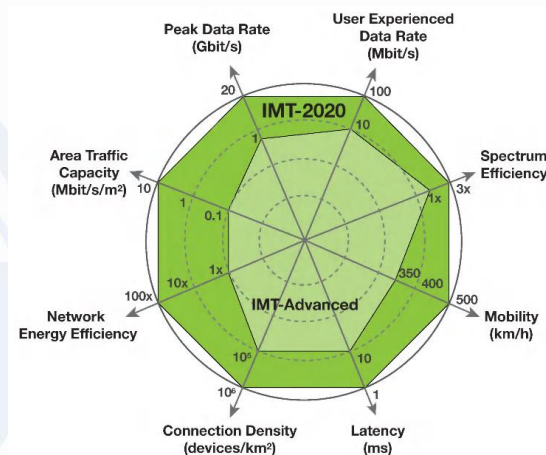 Peak Data Rate
(Gbit/s)
User Experienced
Data Rate
(Mbit/s)
20
100
IMT-2020
1
10
Area Traffic
Capacity
(Mbit/s/m²)
Spectrum
Efficiency
10
1
0.1
1x
3x
350
400
500
1x
10x
100x
Network
Energy Efficiency
Mobility
(km/h)
IMT-Advanced
10⁵
10
10⁶
1
Connection Density
(devices/km²)
Latency
(ms)